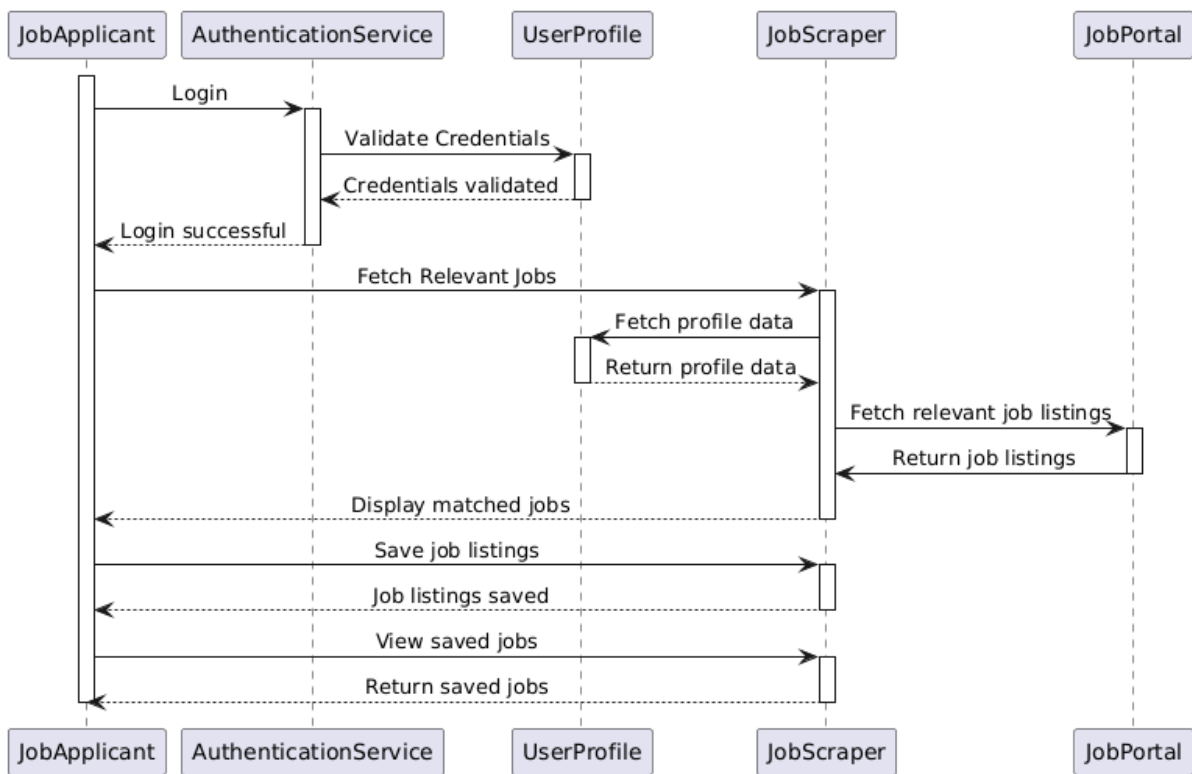 JobApplicant AuthenticationService UserProfile JobScraper JobPortal
Login
Validate Credentials
Credentials validated
Login successful
Fetch Relevant Jobs
Fetch profile data
Return profile data
Fetch relevant job listings
Return job listings
Display matched jobs
Save job listings
Job listings saved
View saved jobs
Return saved jobs
JobApplicant AuthenticationService UserProfile JobScraper JobPortal